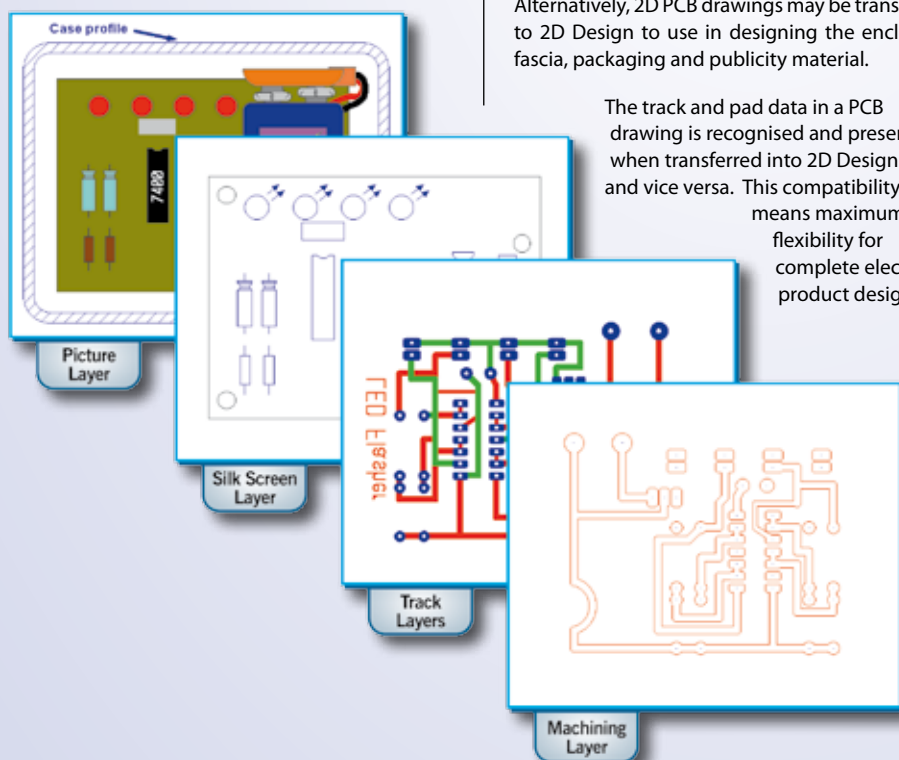 Alternatively, 2D PCB drawings may be trans
to 2D Design to use in designing the encl
fascia, packaging and publicity material.
The track and pad data in a PCB
drawing is recognised and preser
when transferred into 2D Design
and vice versa. This compatibility
means maximum
flexibility for
complete elec
product desig
Case profile
7400
Picture
Layer
Silk Screen
Layer
LED Flasher
Track
Layers
Machining
Layer